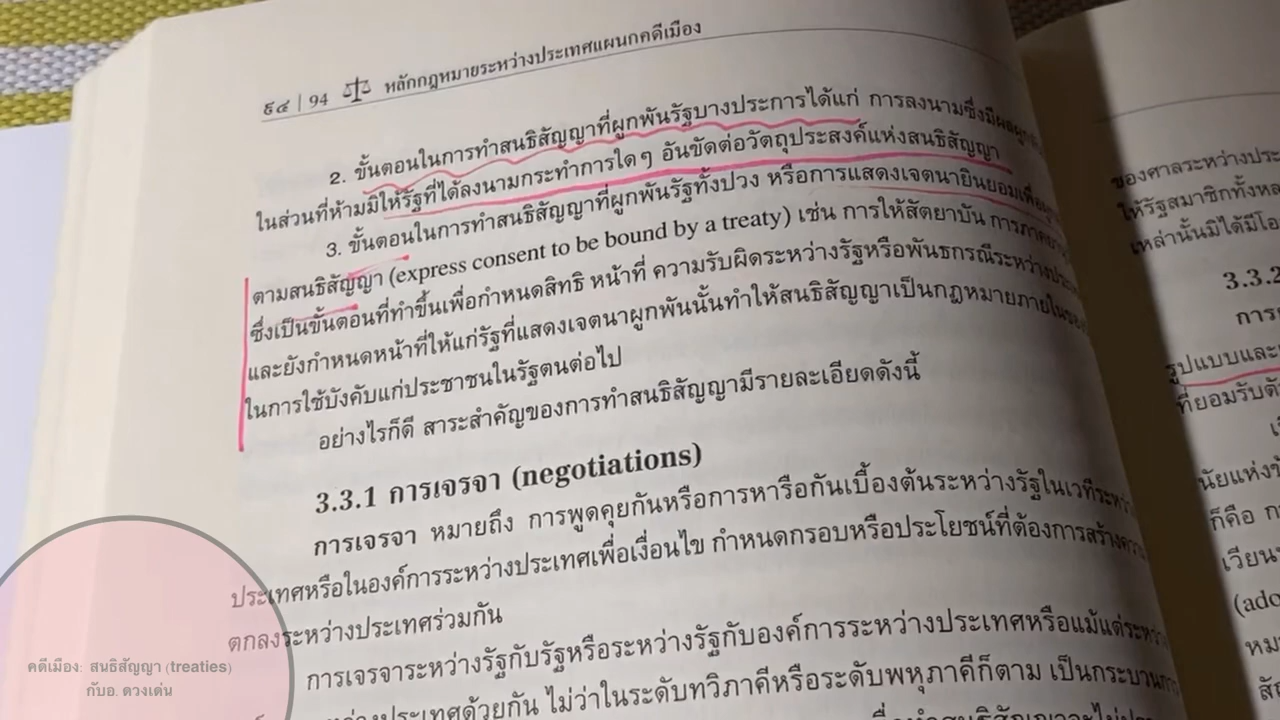 ๙๔ | 94 หลักกฎหมายระหว่างประเทศแผนกคดีเมือง
2. ขั้นตอนในการทำสนธิสัญญาที่ผูกพันรัฐบางประการได้แก่ การลงนามซึ่งมีผลผูก
ในส่วนที่ห้ามมิให้รัฐที่ได้ลงนามกระทำการใด ๆ อันขัดต่อวัตถุประสงค์แห่งสนธิสัญญา
3. ขั้นตอนในการทำสนธิสัญญาที่ผูกพันรัฐทั้งปวง หรือการแสดงเจตนายินยอมเพื่อ
ตามสนธิสัญญา (express consent to be bound by a treaty) เช่น การให้สัตยาบัน การภาค
ซึ่งเป็นขั้นตอนที่ทำขึ้นเพื่อกำหนดสิทธิ หน้าที่ ความรับผิดระหว่างรัฐหรือพันธกรณีระหว่าง
และยังกำหนดหน้าที่ให้แก่รัฐที่แสดงเจตนาผูกพันนั้นทำให้สนธิสัญญาเป็นกฎหมายภายใน
ในการใช้บังคับแก่ประชาชนในรัฐตนต่อไป
อย่างไรก็ดี สาระสำคัญของการทำสนธิสัญญามีรายละเอียดดังนี้
3.3.1 การเจรจา (negotiations)
การเจรจา หมายถึง การพูดคุยกันหรือการหารือกันเบื้องต้นระหว่างรัฐในเวที
ประเทศหรือในองค์การระหว่างประเทศเพื่อเงื่อนไข กำหนดกรอบหรือประโยชน์ที่ต้องการสร้าง
ตกลงระหว่างประเทศร่วมกัน
การเจรจาระหว่างรัฐกับรัฐหรือระหว่างรัฐกับองค์การระหว่างประเทศหรือแม้แต่
ประเทศด้วยกัน ไม่ว่าในระดับทวิภาคีหรือระดับพหุภาคีก็ตาม เป็นกระบวนการ
ของศาลระหว่าง
ให้รัฐสมาชิกทั้ง
เหล่านั้นมิได้มี
3.3.2
การ
รูปแบบและ
ที่ยอมรับ
นัยแห่ง
ก็คือ
เวียน
(ado
หม
คดีเมือง: สนธิสัญญา (treaties)
กับอ. ดวงเด่น